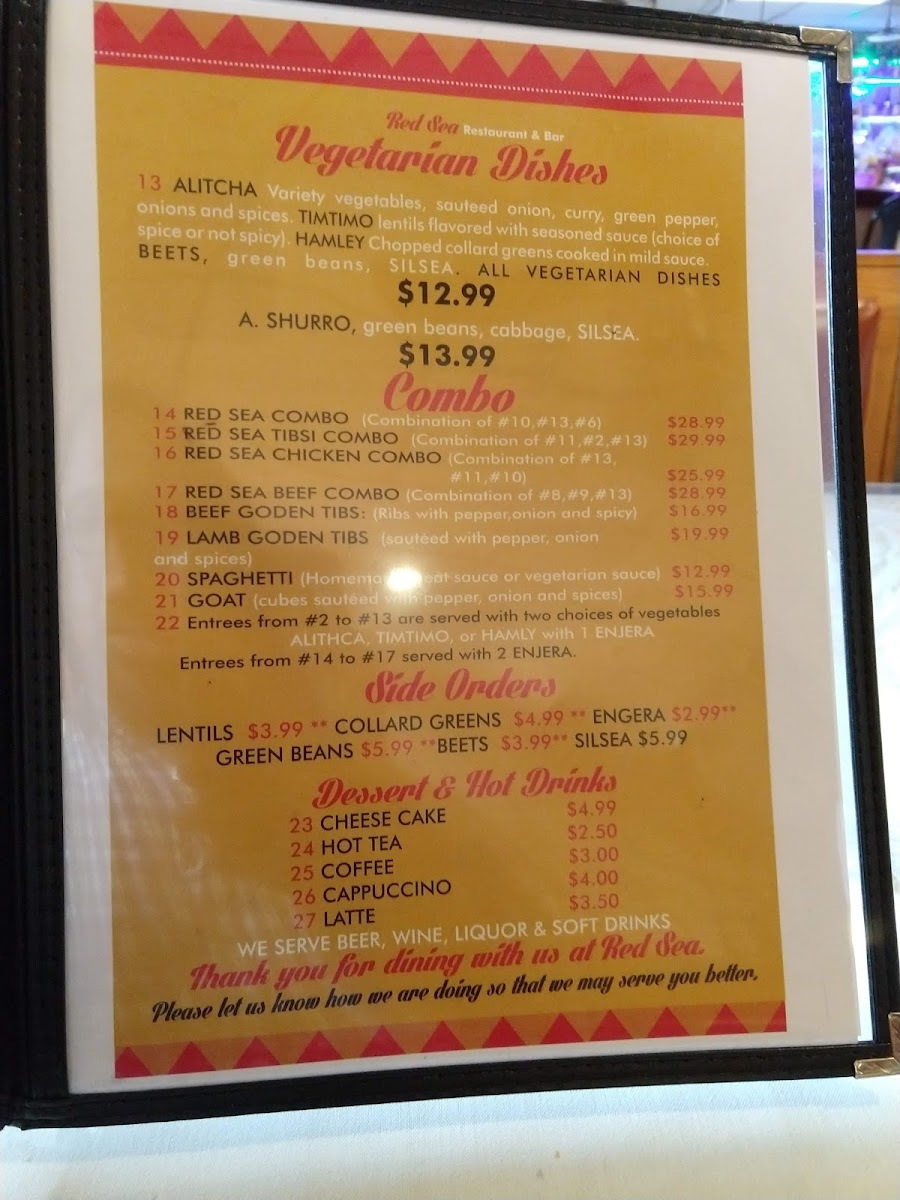 Red Sea Restaurant & Bar
Vegetarian Dishes
13 ALITCHA Variety vegetables, sauteed onion, curry, green pepper,
onions and spices. TIMTIMO lentils flavored with seasoned sauce (choice of
spice or not spicy). HAMLEY Chopped collard greens cooked in mild sauce.
BEETS, green beans, SILSEA. ALL VEGETARIAN DISHES
$12.99
A. SHURRO, green beans, cabbage, SILSEA.
$13.99
Combo
14 RED SEA COMBO (Combination of #10,#13,#6) $28.99
15 RED SEA TIBSI COMBO (Combination of #11,#2,#13) $29.99
16 RED SEA CHICKEN COMBO (Combination of #13,
#11,#10) $25.99
17 RED SEA BEEF COMBO (Combination of #8,#9,#13) $28.99
18 BEEF GODEN TIBS: (Ribs with pepper,onion and spicy) $16.99
19 LAMB GODEN TIBS (sautéed with pepper, onion $19.99
and spices)
20 SPAGHETTI sauce or vegetarian sauce) $12.99
21 GOAT (cubes sautéed with pepper, onion and spices) $15.99
22 Entrees from #2 to #13 are served with two choices of vegetables
ALITHCA, TIMTIMO, or HAMLY with 1 ENJERA
Entrees from #14 to #17 served with 2 ENJERA.
Side Orders
LENTILS $3.99 ** COLLARD GREENS $4.99 ** ENGERA $2.99**
GREEN BEANS $5.99 **BEETS $3.99** SILSEA $5.99
Dessert & Hot Drinks
23 CHEESE CAKE $4.99
24 HOT TEA $2.50
25 COFFEE $3.00
26 CAPPUCCINO $4.00
27 LATTE $3.50
WE SERVE BEER, WINE, LIQUOR & SOFT DRINKS
Thank you for dining with us at Red Sea.
Please let us know how we are doing so that we may serve you better.